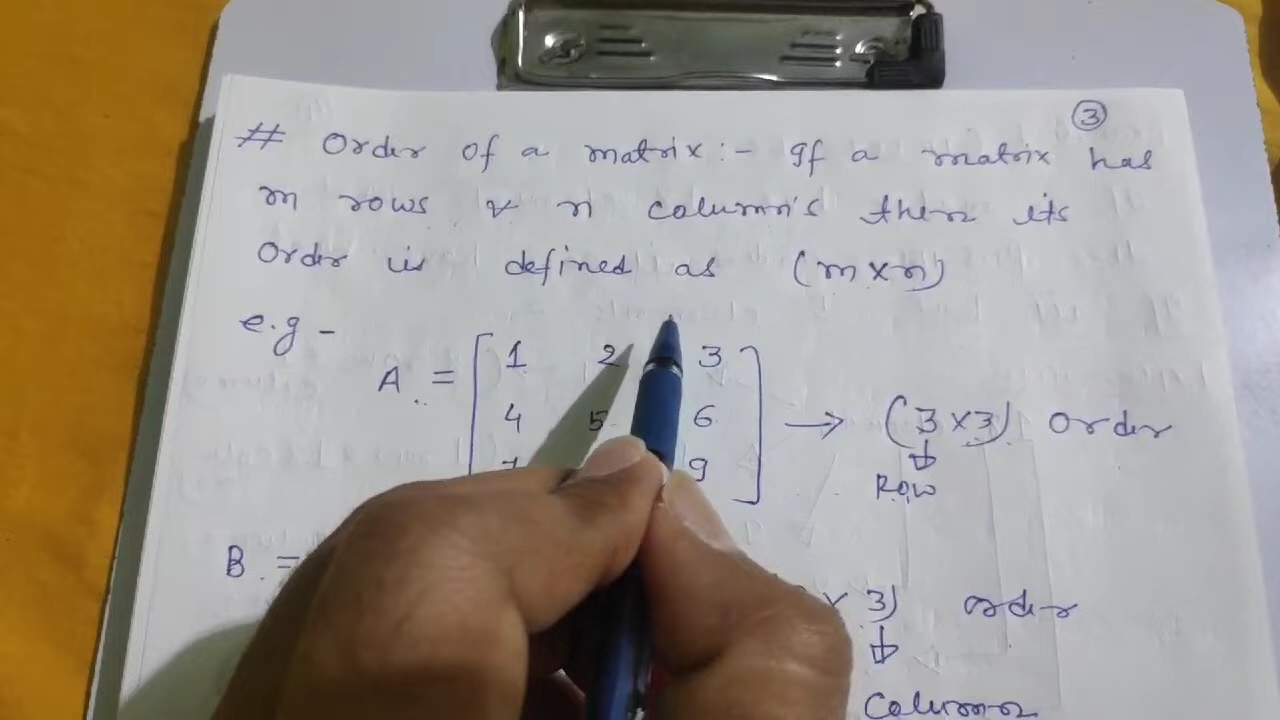 ③
# Order of a matrix :- If a matrix has
m rows & n column's then its
Order is defined as (m x n)
e.g -
A = [ 1 2 3
4 5 6
9 ] → (3 x 3) Order
Row
B =
x 3) order
Column